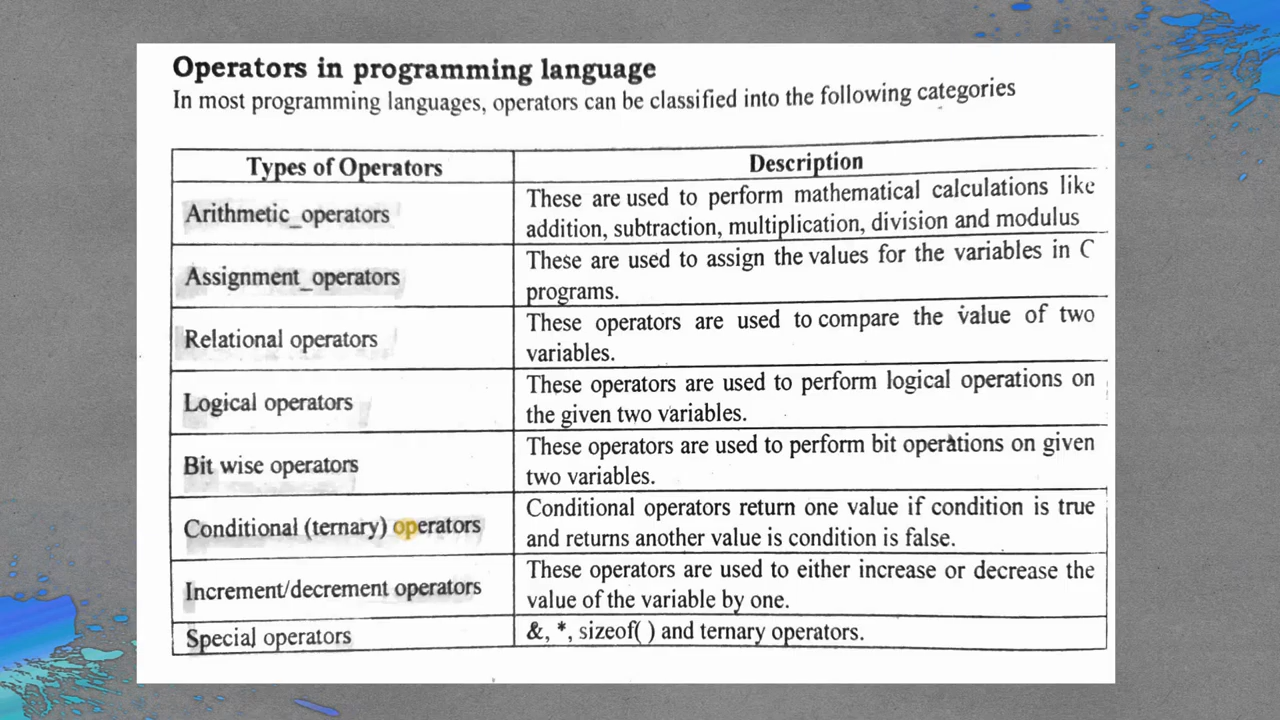 Operators in programming language
In most programming languages, operators can be classified into the following categories
Types of Operators
Description
Arithmetic_operators
These are used to perform mathematical calculations like
addition, subtraction, multiplication, division and modulus
Assignment_operators
These are used to assign the values for the variables in C
programs.
Relational operators
These operators are used to compare the value of two
variables.
Logical operators
These operators are used to perform logical operations on
the given two variables.
Bit wise operators
These operators are used to perform bit operations on given
two variables.
Conditional (ternary) operators
Conditional operators return one value if condition is true
and returns another value is condition is false.
Increment/decrement operators
These operators are used to either increase or decrease the
value of the variable by one.
Special operators
&, *, sizeof( ) and ternary operators.